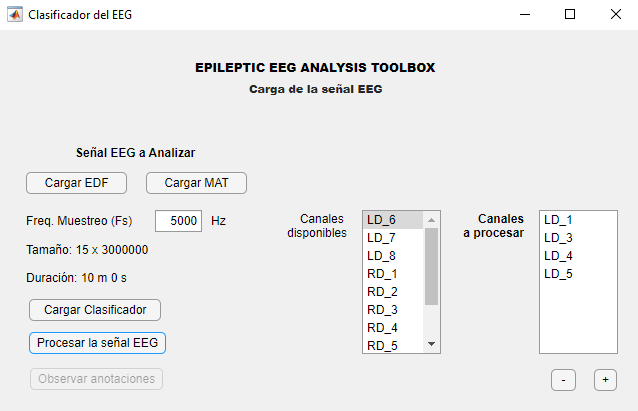 Clasificador del EEG
EPILEPTIC EEG ANALYSIS TOOLBOX
Carga de la señal EEG
Señal EEG a Analizar
Cargar EDF
Cargar MAT
Freq. Muestreo (Fs)
5000
Hz
Tamaño: 15 x 3000000
Duración: 10 m 0 s
Cargar Clasificador
Procesar la señal EEG
Observar anotaciones
Canales
disponibles
LD_6
LD_7
LD_8
RD_1
RD_2
RD_3
RD_4
RD_5
Canales
a procesar
LD_1
LD_3
LD_4
LD_5
-
+